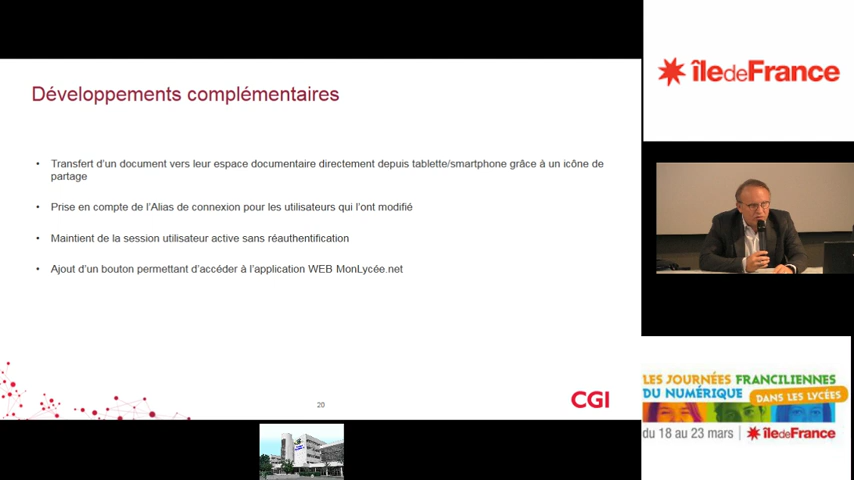 Développements complémentaires
• Transfert d'un document vers leur espace documentaire directement depuis tablette/smartphone grâce à un icône de
partage
• Prise en compte de l'Alias de connexion pour les utilisateurs qui l'ont modifié
• Maintient de la session utilisateur active sans réauthentification
• Ajout d'un bouton permettant d'accéder à l'application WEB MonLycée.net
20
CGI
îledeFrance
LES JOURNÉES FRANCILIENNES
DU NUMÉRIQUE
DANS LES LYCÉES
du 18 au 23 mars | îledeFrance